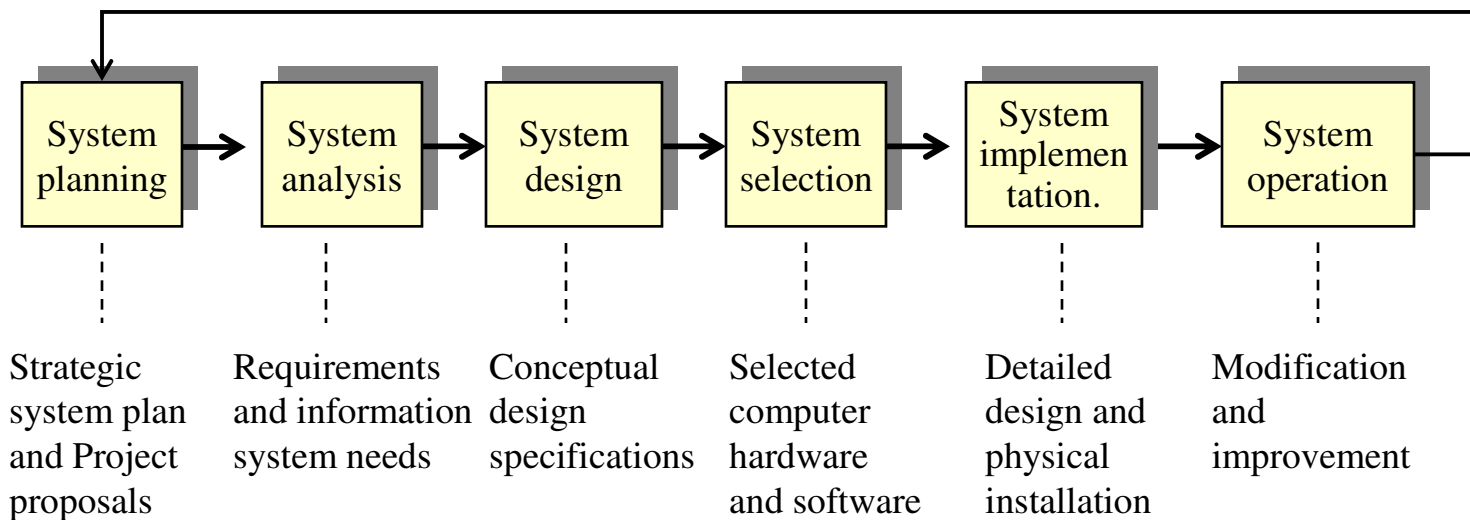 System
planning
System
analysis
System
design
System
selection
System
implemen
tation.
System
operation
Strategic
system plan
and Project
proposals
Requirements
and information
system needs
Conceptual
design
specifications
Selected
computer
hardware
and software
Detailed
design and
physical
installation
Modification
and
improvement